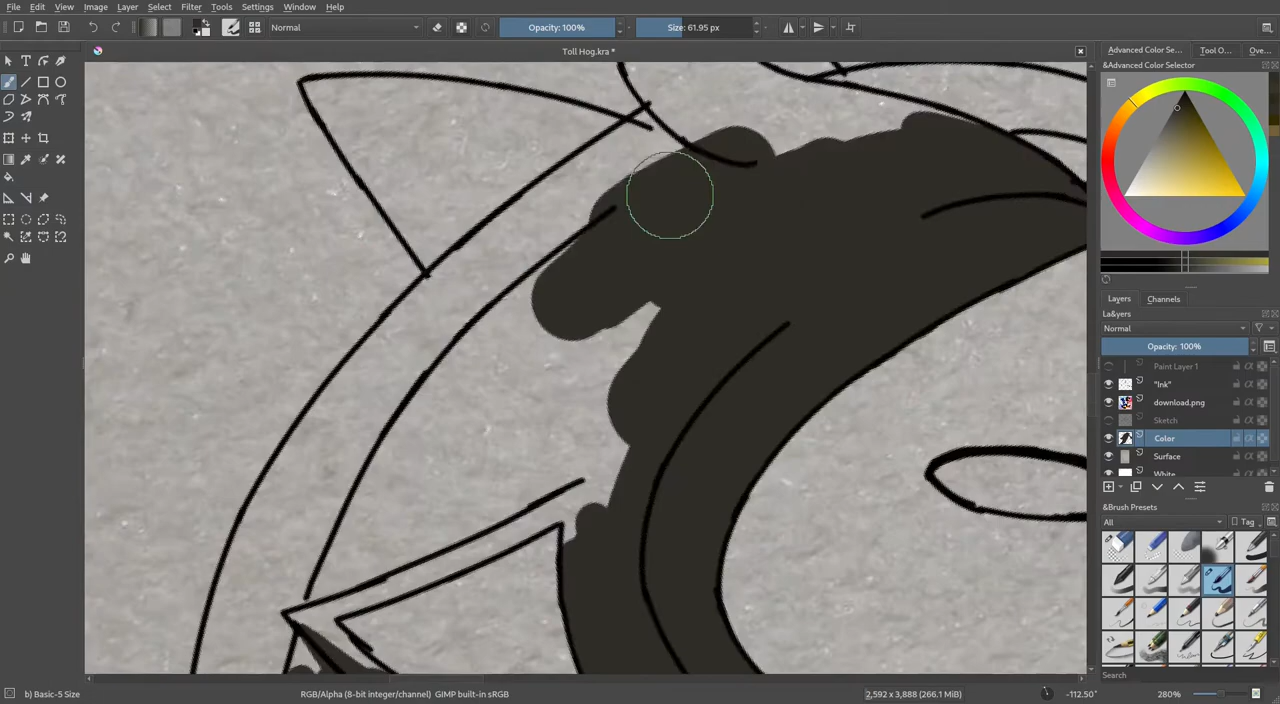 File Edit View Image Layer Select Filter Tools Settings Window Help
Normal Opacity: 100% Size: 61.95 px
Toll Hog.kra *
Advanced Color Se... Tool O... Ove...
&Advanced Color Selector
Layers Channels
La&yers
Normal
Opacity: 100%
Paint Layer 1
"Ink"
download.png
Sketch
Color
Surface
White
&Brush Presets
All Tag
Search
b) Basic-5 Size RGB/Alpha (8-bit integer/channel) GIMP built-in sRGB 2,592 x 3,888 (266.1 MiB) -112.50° 280%